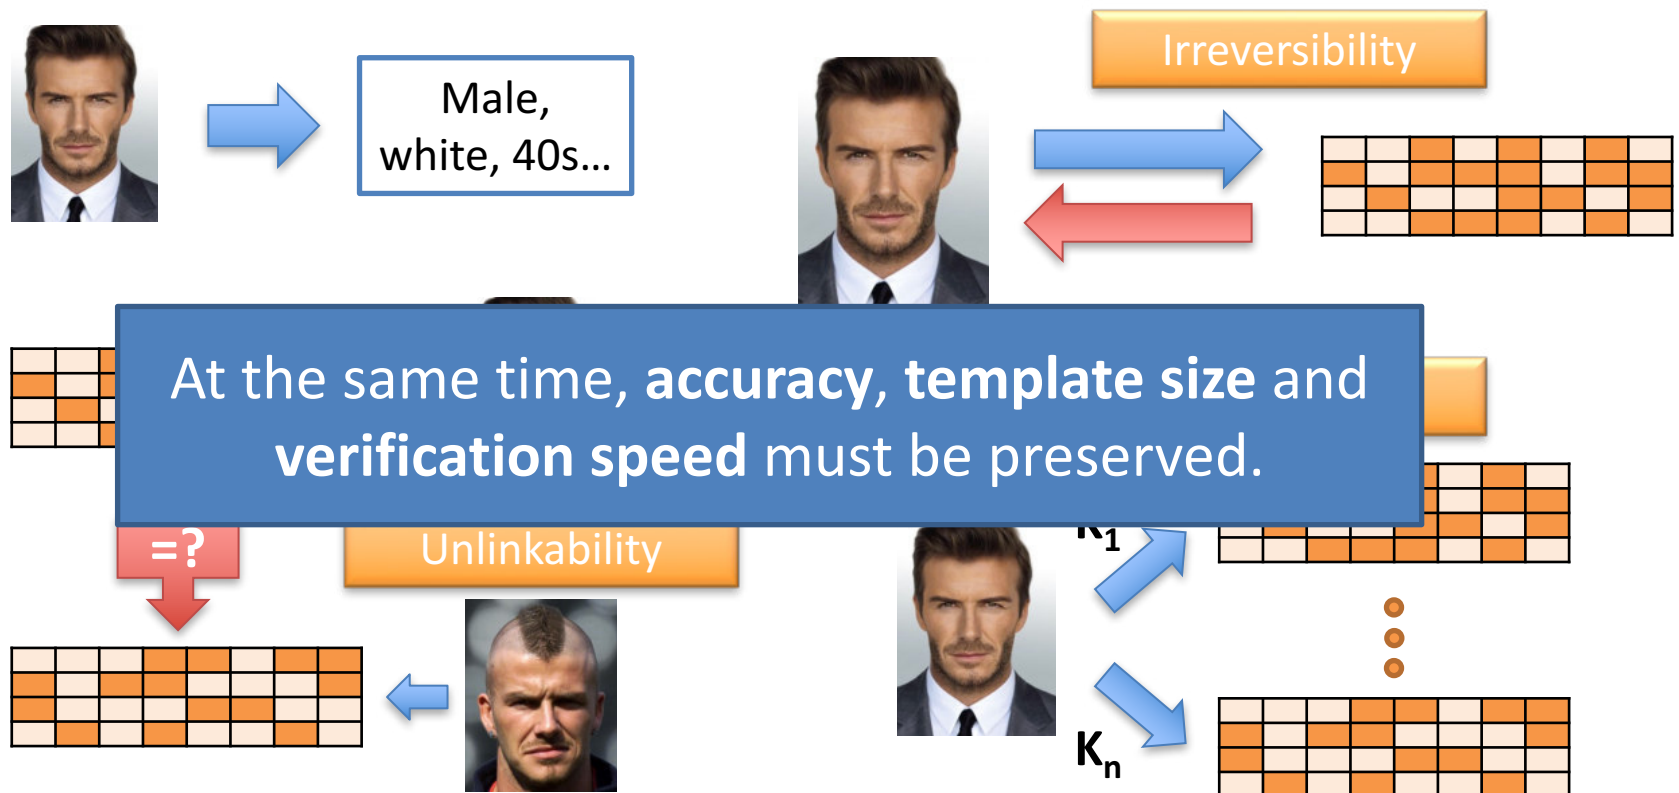 Male,
white, 40s...
Irreversibility
At the same time, accuracy, template size and
verification speed must be preserved.
=?
Unlinkability
K1
Kn